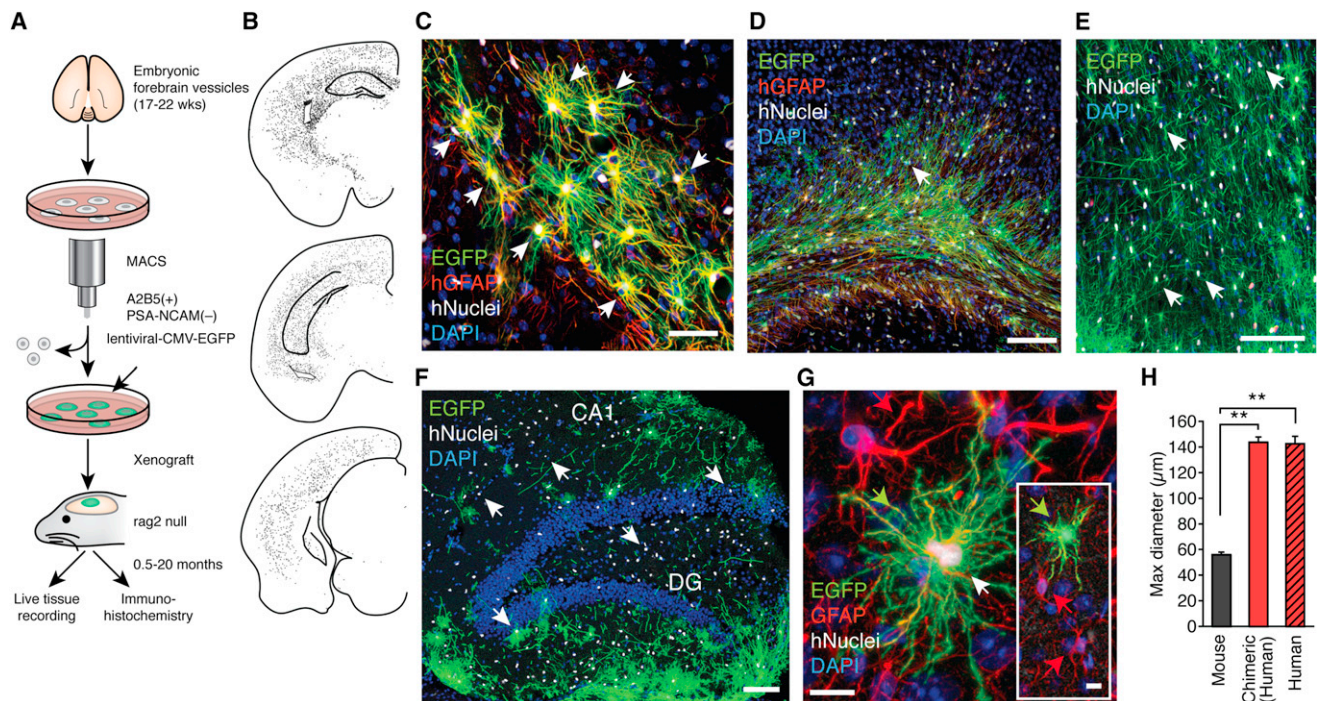 A
Embryonic
forebrain vessicles
(17-22 wks)
MACS
A2B5(+)
PSA-NCAM(–)
lentiviral-CMV-EGFP
Xenograft
rag2 null
0.5-20 months
Live tissue
recording
Immuno-
histochemistry
B
C
EGFP
hGFAP
hNuclei
DAPI
D
EGFP
hGFAP
hNuclei
DAPI
E
EGFP
hNuclei
DAPI
F
EGFP
hNuclei
DAPI
CA1
DG
G
EGFP
GFAP
hNuclei
DAPI
H
**
**
Max diameter (µm)
160
140
120
100
80
60
40
20
0
Mouse
Chimeric
(Human)
Human